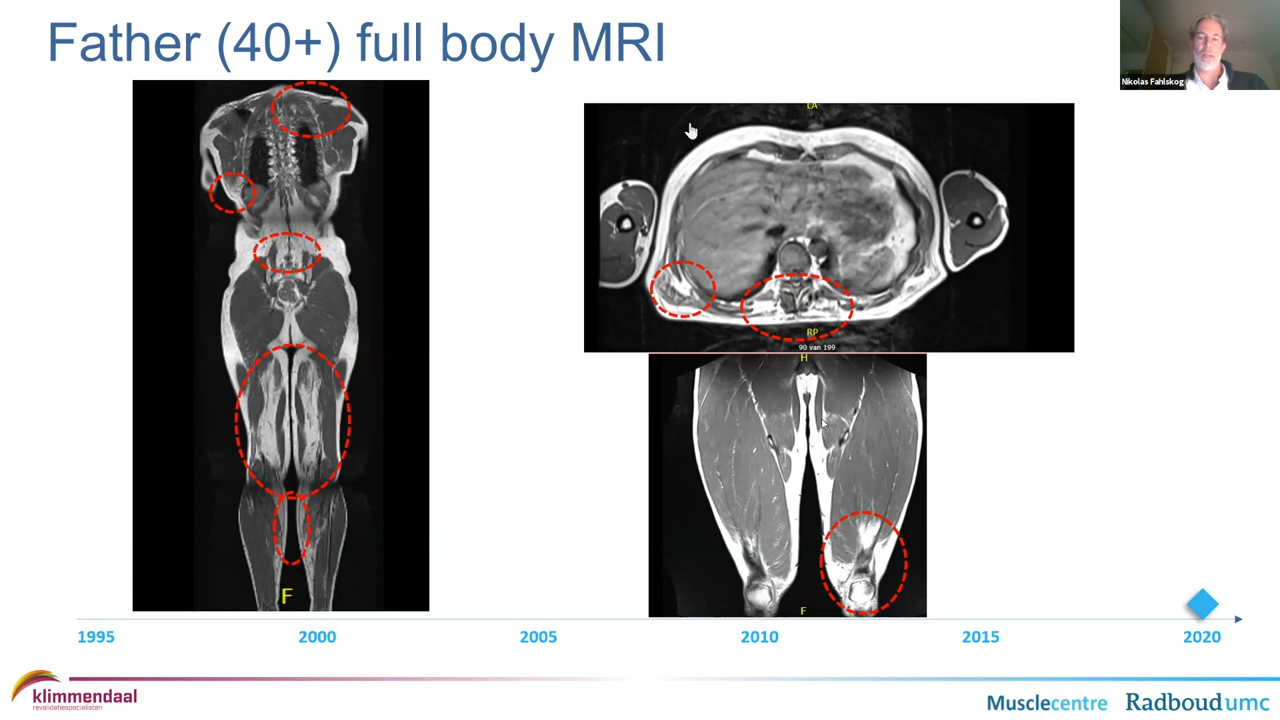 Father (40+) full body MRI
Nikolas Fahlskog
LA
RP
90 van 199
H
F
F
1995
2000
2005
2010
2015
2020
klimmendaal
revalidatiespecialisten
Musclecentre
Radboudumc